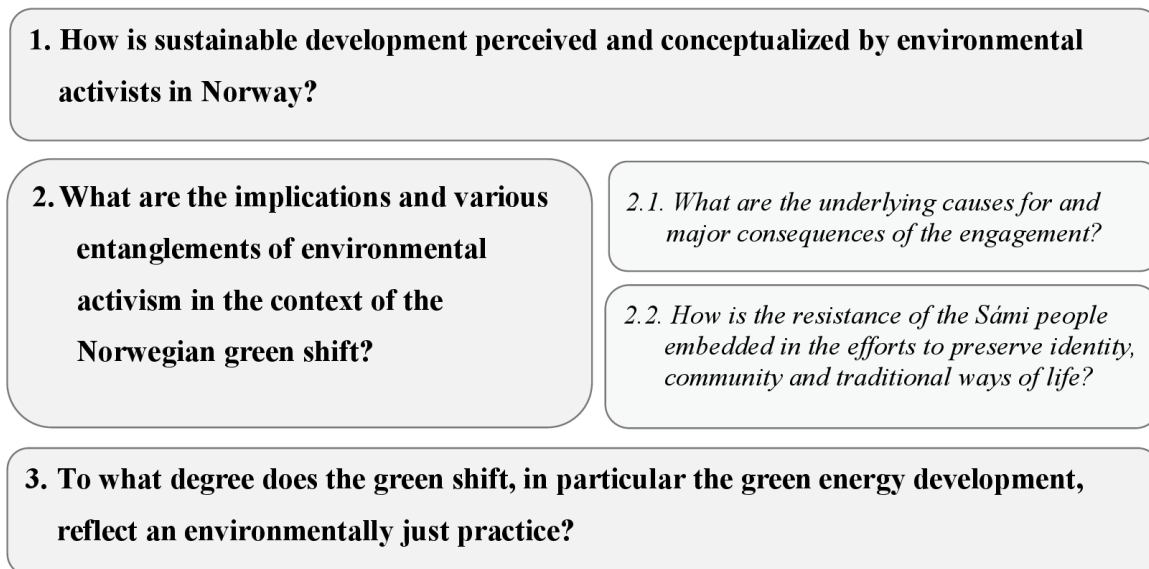 1. How is sustainable development perceived and conceptualized by environmental
activists in Norway?
2. What are the implications and various
entanglements of environmental
activism in the context of the
Norwegian green shift?
2.1. What are the underlying causes for and
major consequences of the engagement?
2.2. How is the resistance of the Sámi people
embedded in the efforts to preserve identity,
community and traditional ways of life?
3. To what degree does the green shift, in particular the green energy development,
reflect an environmentally just practice?